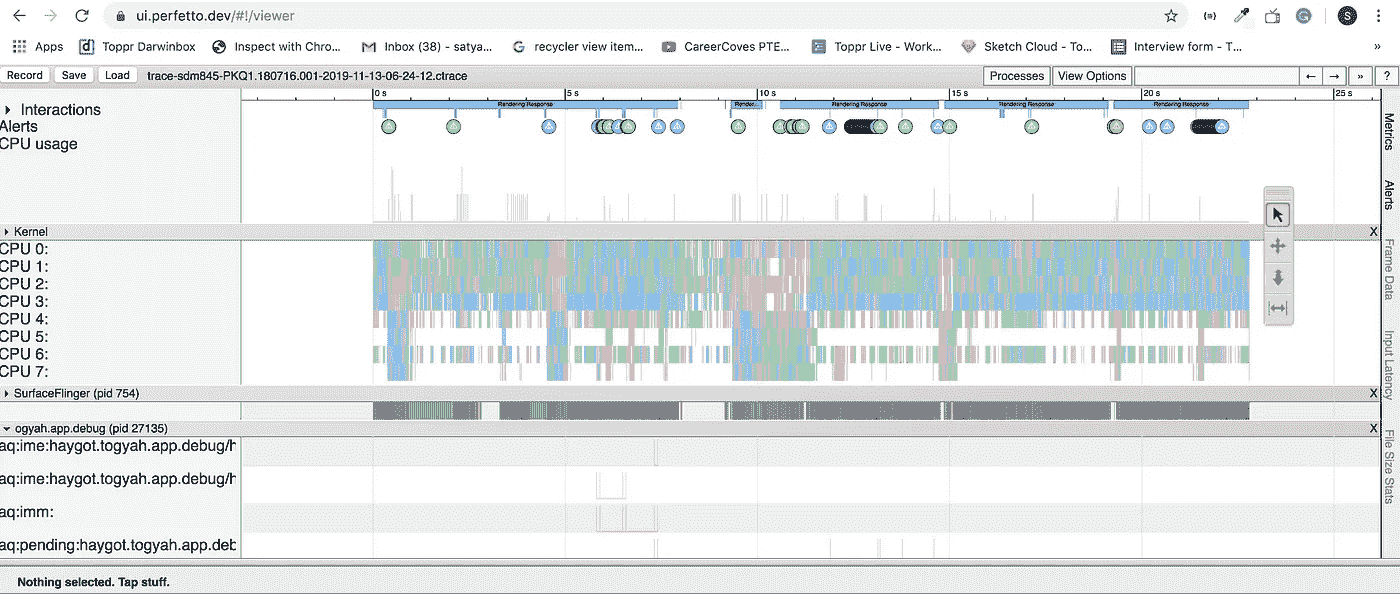 ui.perfetto.dev/#!/viewer
S
Apps Toppr Darwinbox Inspect with Chro... Inbox (38) - satya... recycler view item... CareerCoves PTE... Toppr Live - Work... Sketch Cloud - To... Interview form - T... »
Record Save Load trace-sdm845-PKQ1.180716.001-2019-11-13-06-24-12.ctrace Processes View Options ← → » ?
0 s 5 s 10 s 15 s 20 s 25 s
Rendering Response Render... Rendering Response Rendering Response Rendering Response
Interactions
Alerts
CPU usage
Kernel X
CPU 0:
CPU 1:
CPU 2:
CPU 3:
CPU 4:
CPU 5:
CPU 6:
CPU 7:
SurfaceFlinger (pid 754) X
ogyah.app.debug (pid 27135) X
aq:ime:haygot.togyah.app.debug/h
aq:ime:haygot.togyah.app.debug/h
aq:imm:
aq:pending:haygot.togyah.app.deb
Metrics
Alerts
Frame Data
Input Latency
File Size Stats
Nothing selected. Tap stuff.